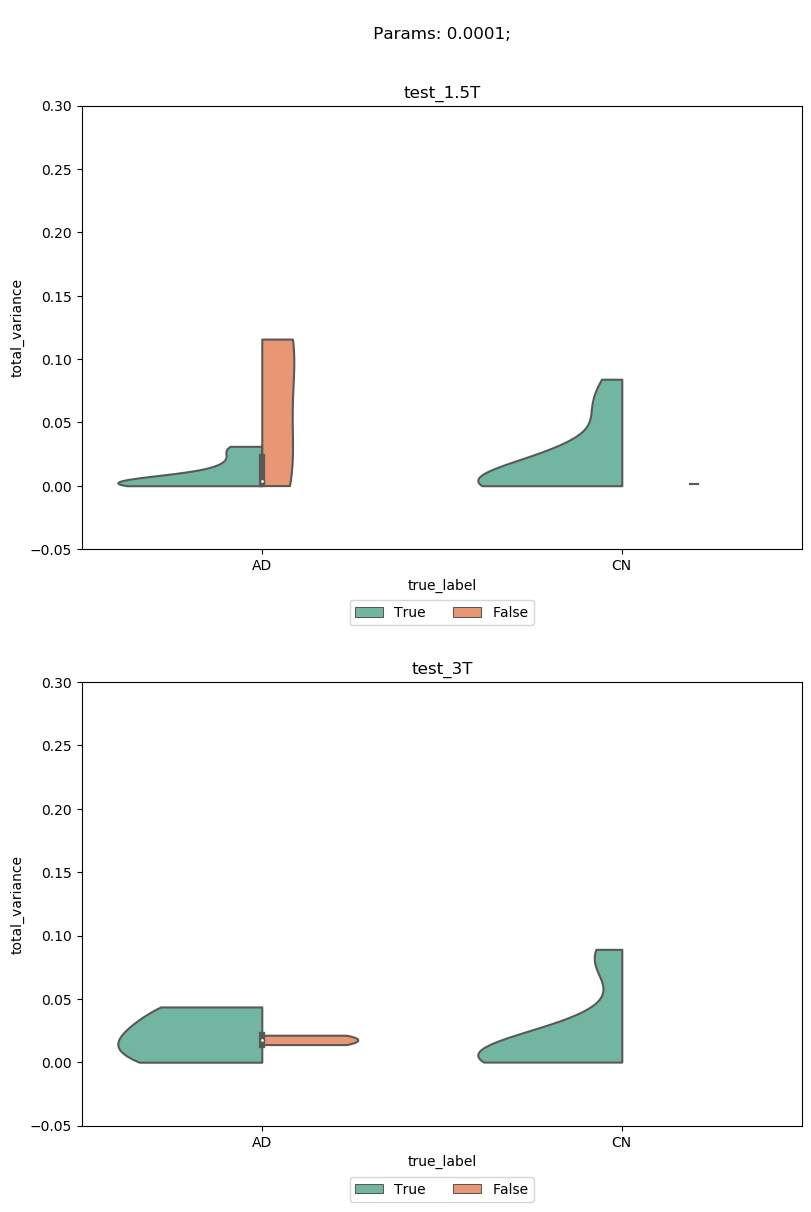 Params: 0.0001;
test_1.5T
0.30
0.25
0.20
0.15
0.10
0.05
0.00
−0.05
total_variance
AD CN
true_label
True False
test_3T
0.30
0.25
0.20
0.15
0.10
0.05
0.00
−0.05
total_variance
AD CN
true_label
True False